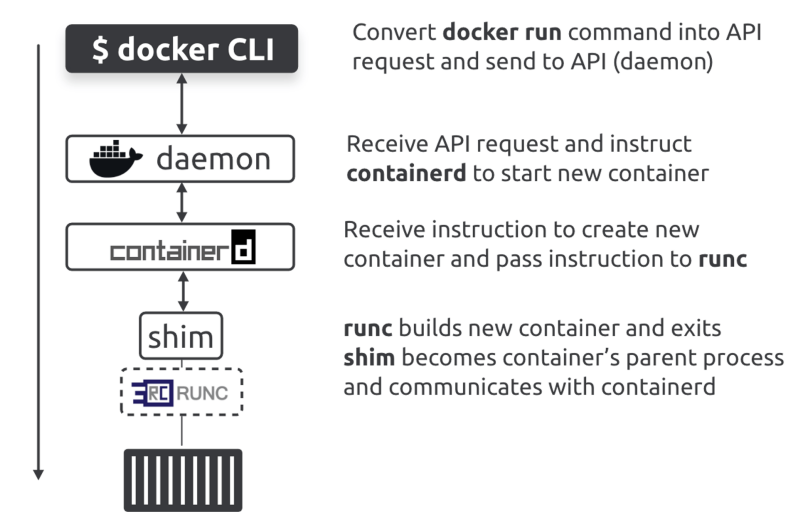 $ docker CLI
Convert docker run command into API
request and send to API (daemon)
daemon
Receive API request and instruct
containerd to start new container
containerd
Receive instruction to create new
container and pass instruction to runc
shim
runc builds new container and exits
shim becomes container’s parent process
and communicates with containerd
RC RUNC